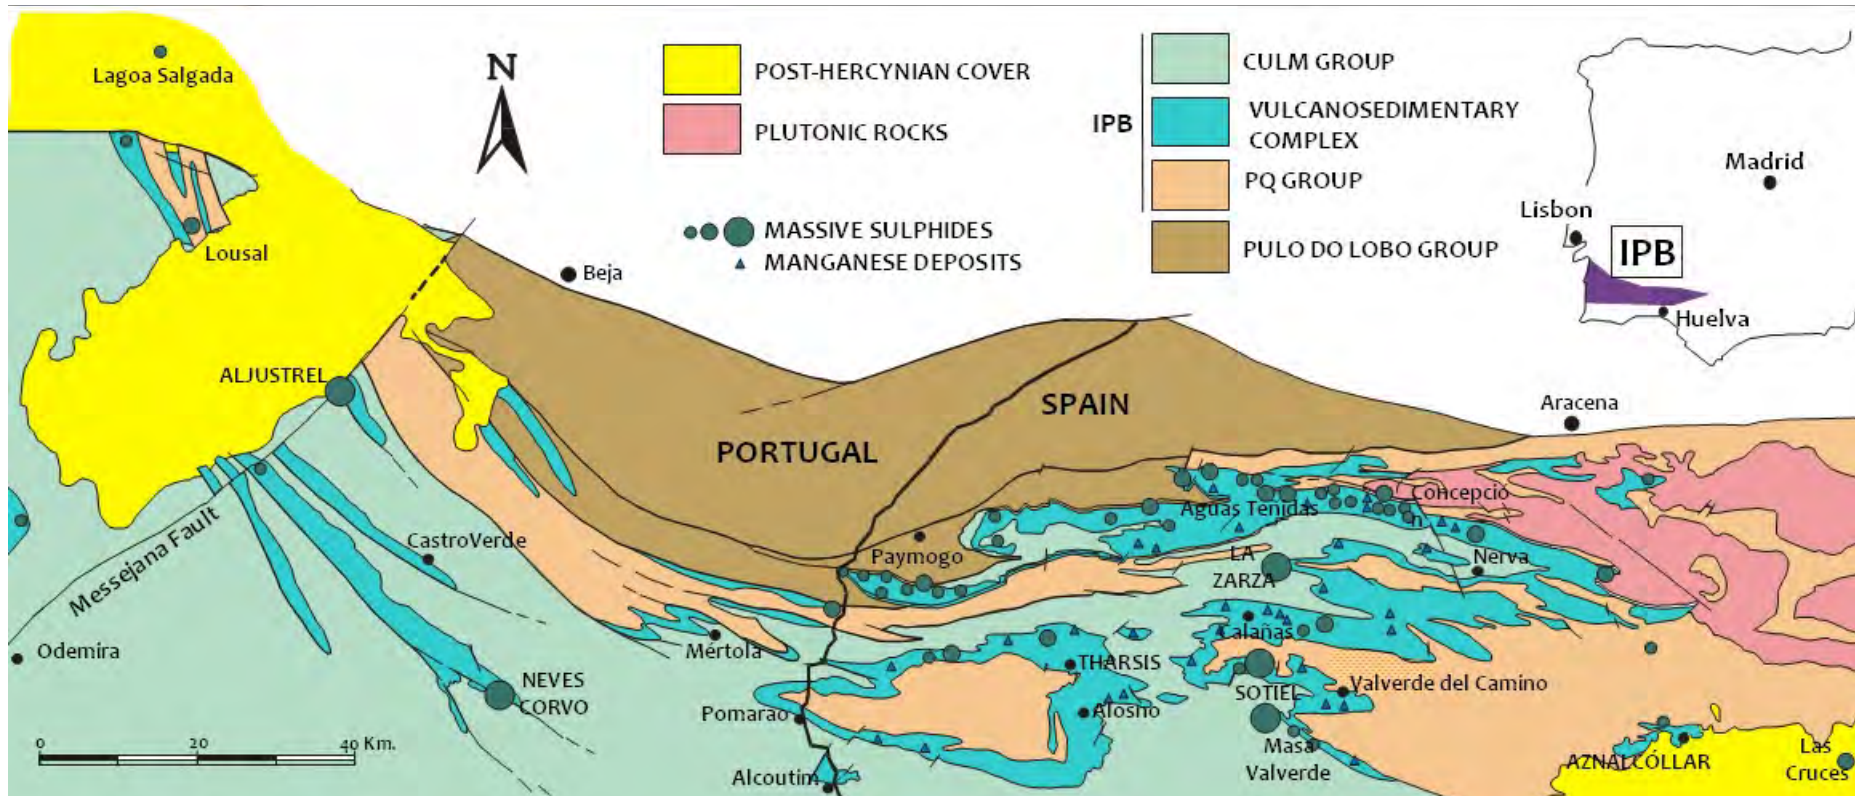 Lagoa Salgada
N
POST-HERCYNIAN COVER
PLUTONIC ROCKS
MASSIVE SULPHIDES
MANGANESE DEPOSITS
IPB
CULM GROUP
VULCANOSEDIMENTARY
COMPLEX
PQ GROUP
PULO DO LOBO GROUP
Madrid
Lisbon
IPB
Huelva
Lousal
Beja
ALJUSTREL
PORTUGAL
SPAIN
Aracena
Messejana Fault
CastroVerde
Odemira
NEVES
CORVO
Mértola
Pomarao
Alcoutim
Paymogo
Aguas Teñidas
Concepció
n
LA
ZARZA
Nerva
Calañas
THARSIS
SOTIEL
Valverde del Camino
Alosno
Masa
Valverde
AZNALCÓLLAR
Las
Cruces
0 20 40 Km.